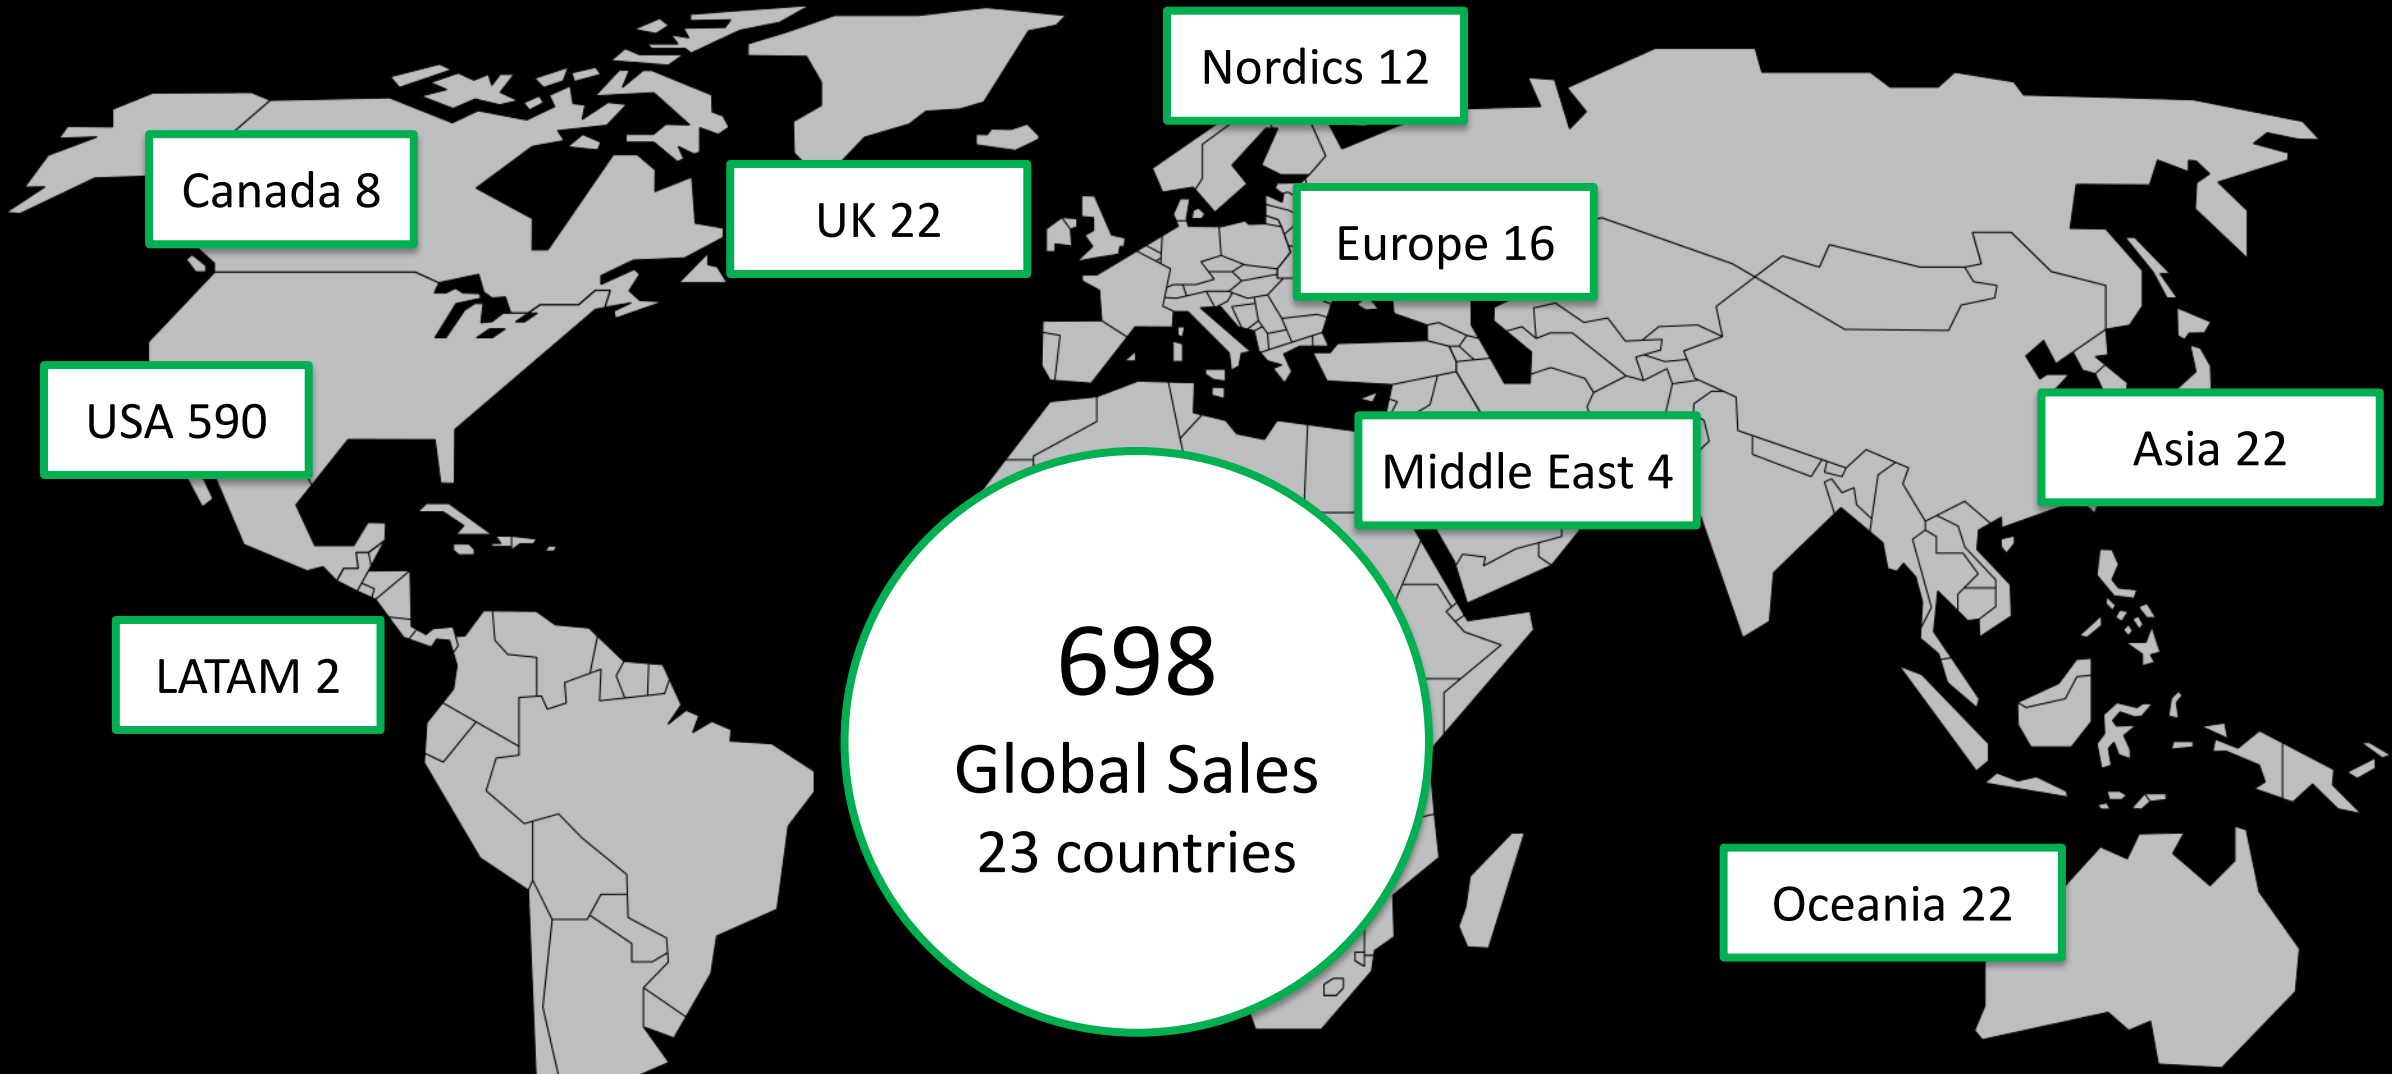 Nordics 12
Canada 8
UK 22
Europe 16
USA 590
Asia 22
Middle East 4
LATAM 2
698
Global Sales
23 countries
Oceania 22